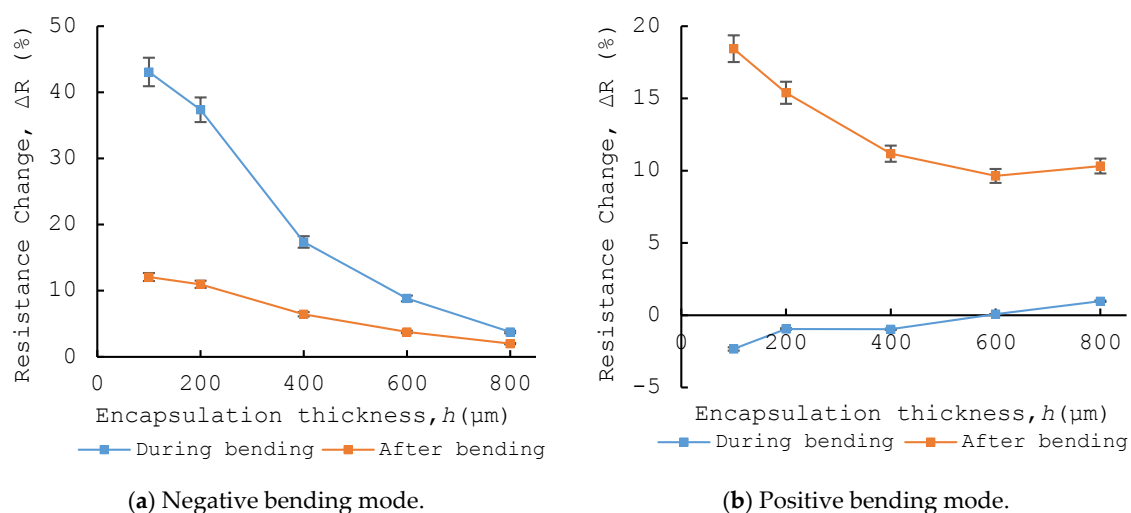 Resistance Change, ΔR (%)
50
40
30
20
10
0
0 200 400 600 800
Encapsulation thickness,h(µm)
During bending After bending
(a) Negative bending mode.
Resistance Change, ΔR (%)
20
15
10
5
0
−5
0 200 400 600 800
Encapsulation thickness,h(µm)
During bending After bending
(b) Positive bending mode.